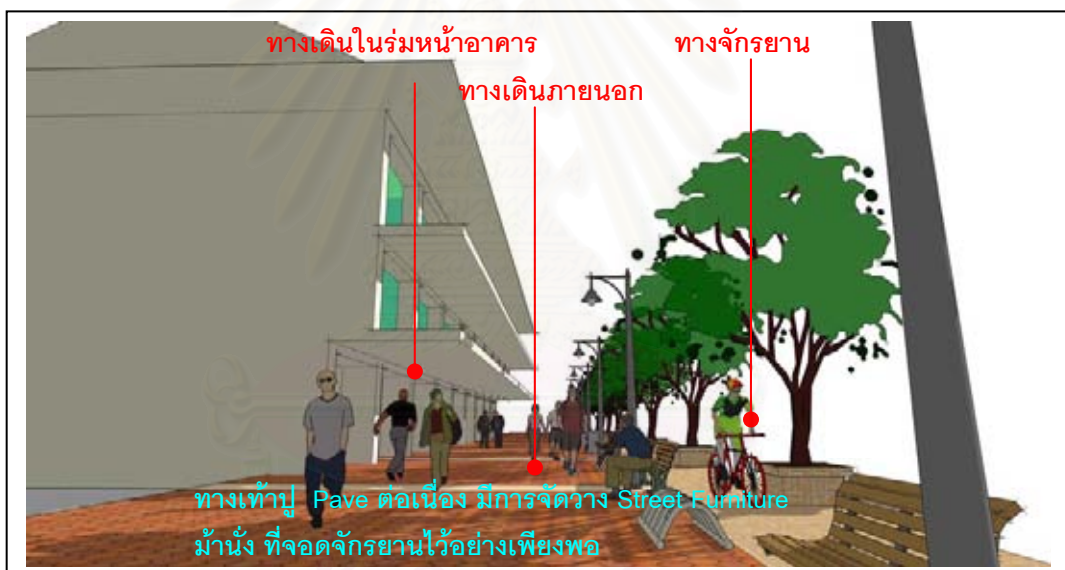 ทางเดินในร่มหน้าอาคาร
ทางจักรยาน
ทางเดินภายนอก
ทางเท้าปู Pave ต่อเนื่อง มีการจัดวาง Street Furniture
ม้านั่ง ที่จอดจักรยานไว้อย่างเพียงพอ